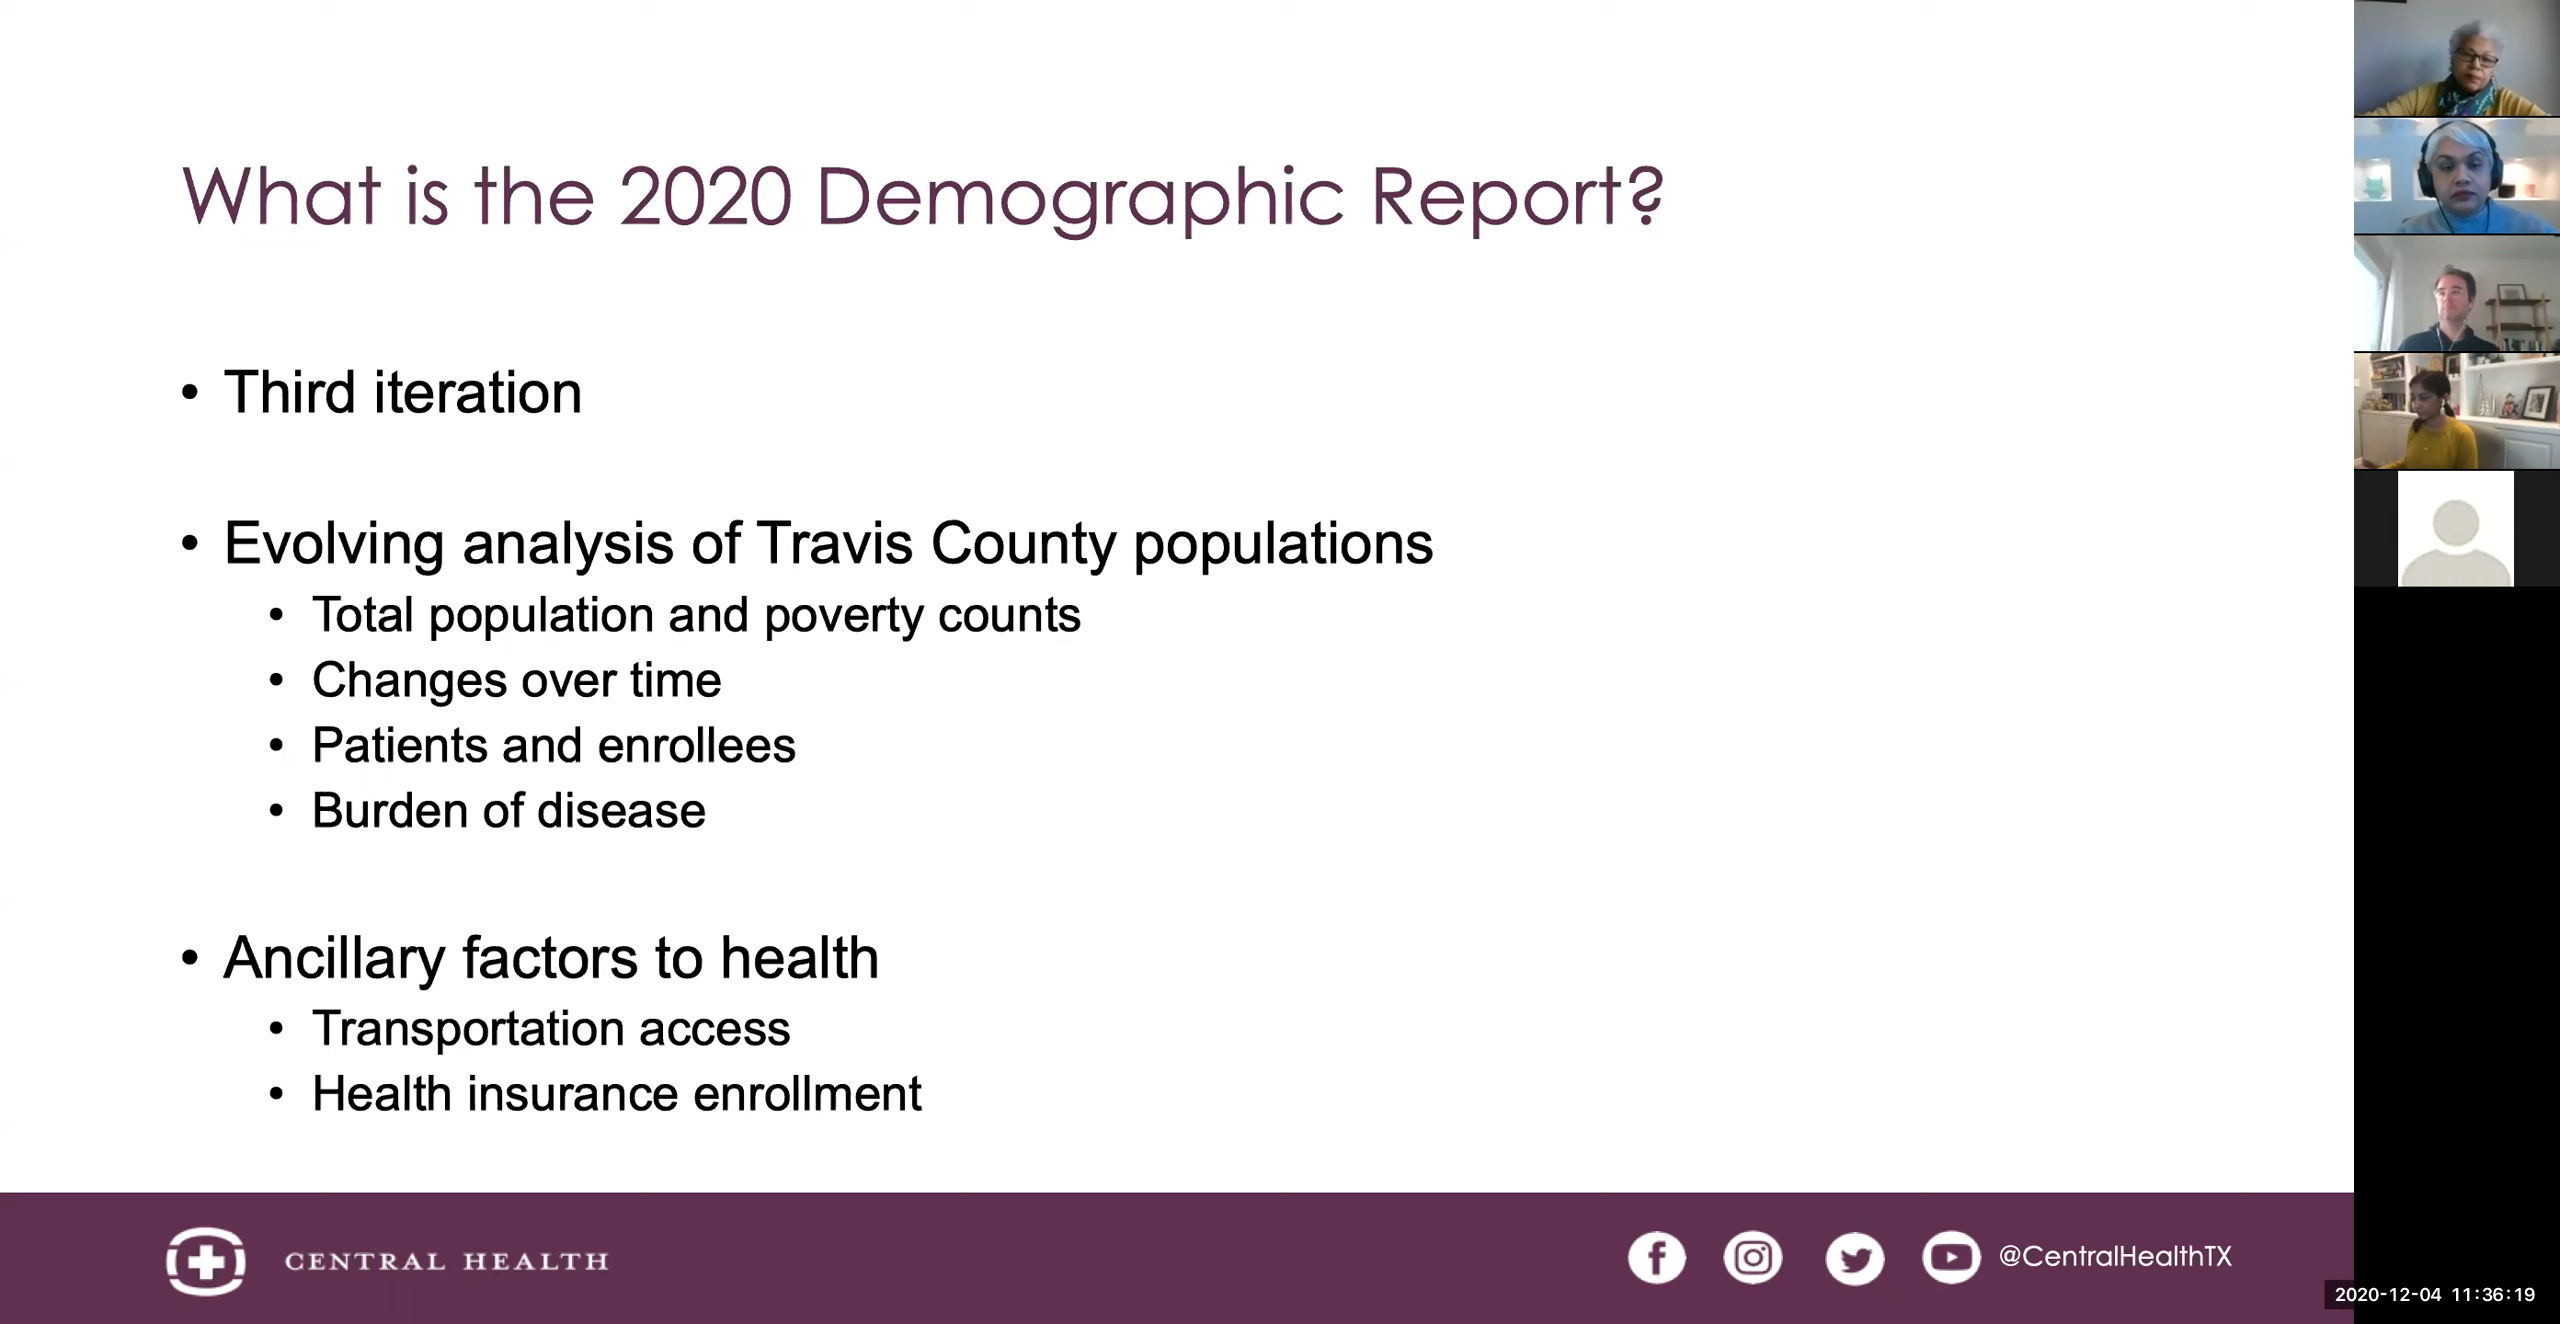 What is the 2020 Demographic Report?
• Third iteration
• Evolving analysis of Travis County populations
• Total population and poverty counts
• Changes over time
• Patients and enrollees
• Burden of disease
• Ancillary factors to health
• Transportation access
• Health insurance enrollment
CENTRAL HEALTH
@CentralHealthTX
2020-12-04 11:36:19